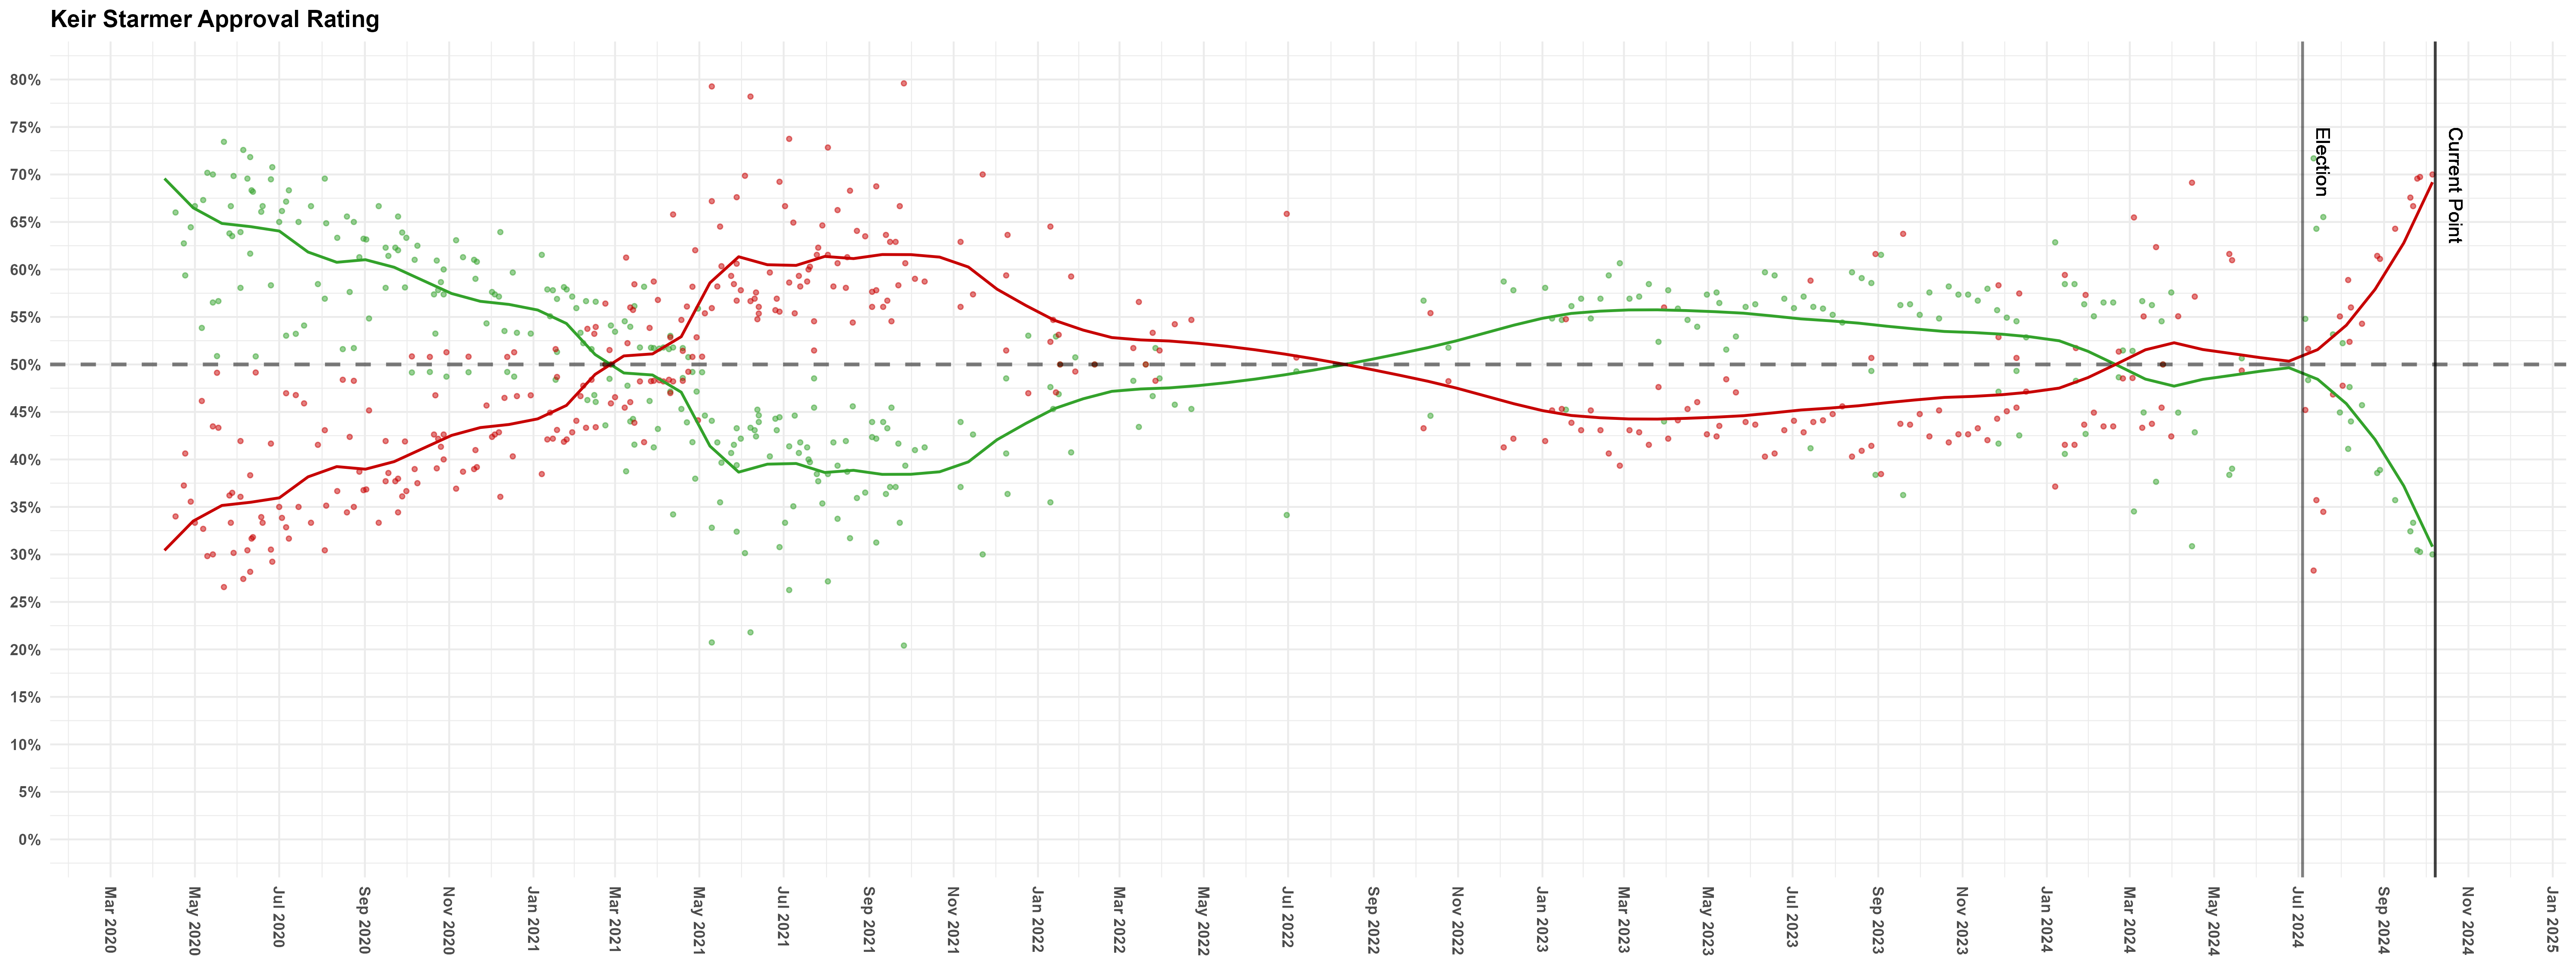 Keir Starmer Approval Rating
80%
75%
70%
65%
60%
55%
50%
45%
40%
35%
30%
25%
20%
15%
10%
5%
0%
Election
Current Point
Mar 2020
May 2020
Jul 2020
Sep 2020
Nov 2020
Jan 2021
Mar 2021
May 2021
Jul 2021
Sep 2021
Nov 2021
Jan 2022
Mar 2022
May 2022
Jul 2022
Sep 2022
Nov 2022
Jan 2023
Mar 2023
May 2023
Jul 2023
Sep 2023
Nov 2023
Jan 2024
Mar 2024
May 2024
Jul 2024
Sep 2024
Nov 2024
Jan 2025